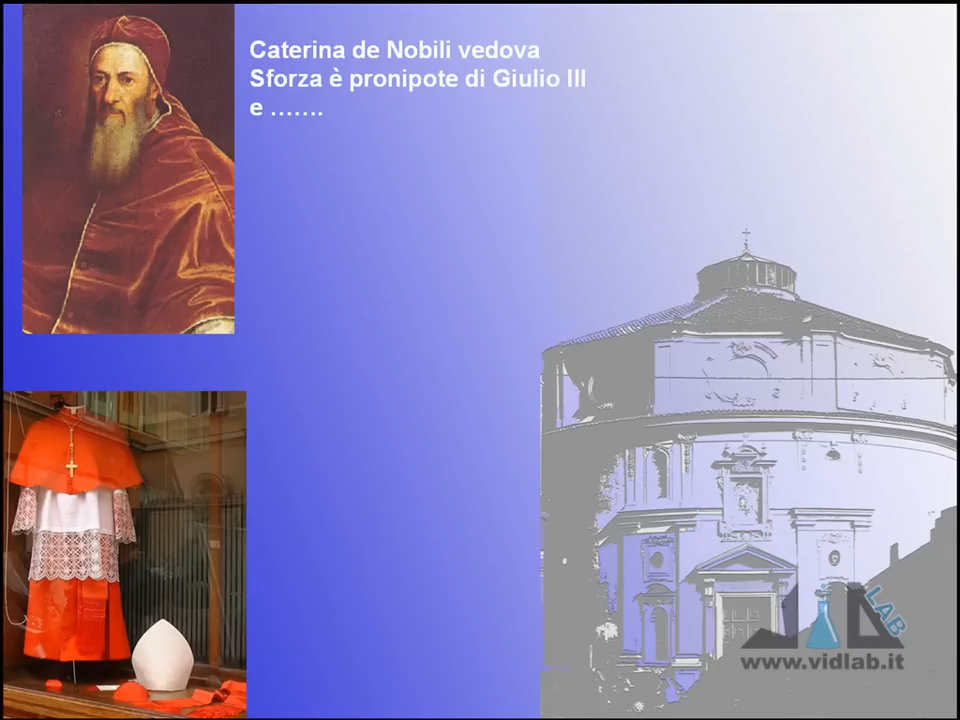 Caterina de Nobili vedova
Sforza è pronipote di Giulio III
e …….
LAB
www.vidlab.it